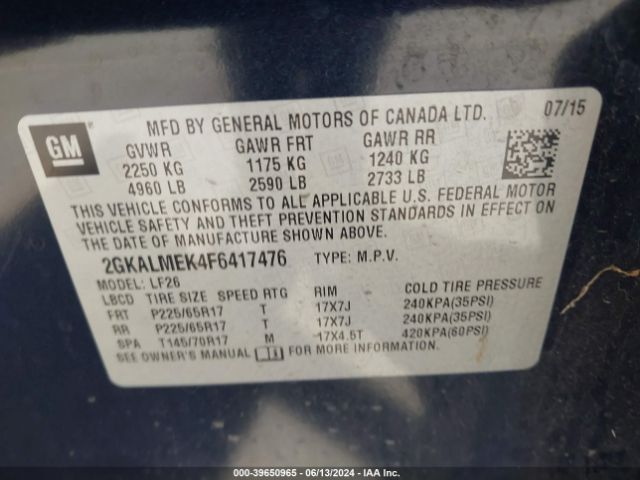 GM
MFD BY GENERAL MOTORS OF CANADA LTD. 07/15
GVWR GAWR FRT GAWR RR
2250 KG 1175 KG 1240 KG
4960 LB 2590 LB 2733 LB
THIS VEHICLE CONFORMS TO ALL APPLICABLE U.S. FEDERAL MOTOR
VEHICLE SAFETY AND THEFT PREVENTION STANDARDS IN EFFECT ON
THE DATE OF MANUFACTURE SHOWN ABOVE.
2GKALMEK4F6417476 TYPE: M.P.V.
MODEL: LF26
LBCD TIRE SIZE SPEED RTG RIM COLD TIRE PRESSURE
FRT P225/65R17 T 17X7J 240KPA(35PSI)
RR P225/65R17 T 17X7J 240KPA(35PSI)
SPA T145/70R17 M 17X4.5T 420KPA(60PSI)
SEE OWNER'S MANUAL FOR MORE INFORMATION.
000-39650965 - 06/13/2024 - IAAI.com